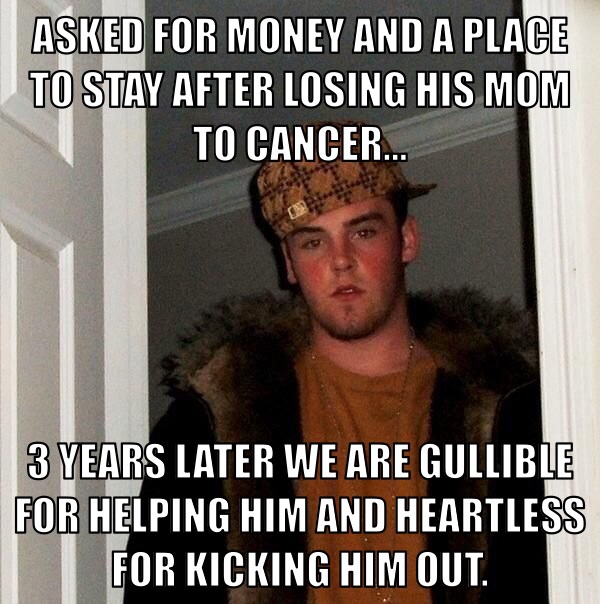 ASKED FOR MONEY AND A PLACE
TO STAY AFTER LOSING HIS MOM
TO CANCER...
3 YEARS LATER WE ARE GULLIBLE
FOR HELPING HIM AND HEARTLESS
FOR KICKING HIM OUT.